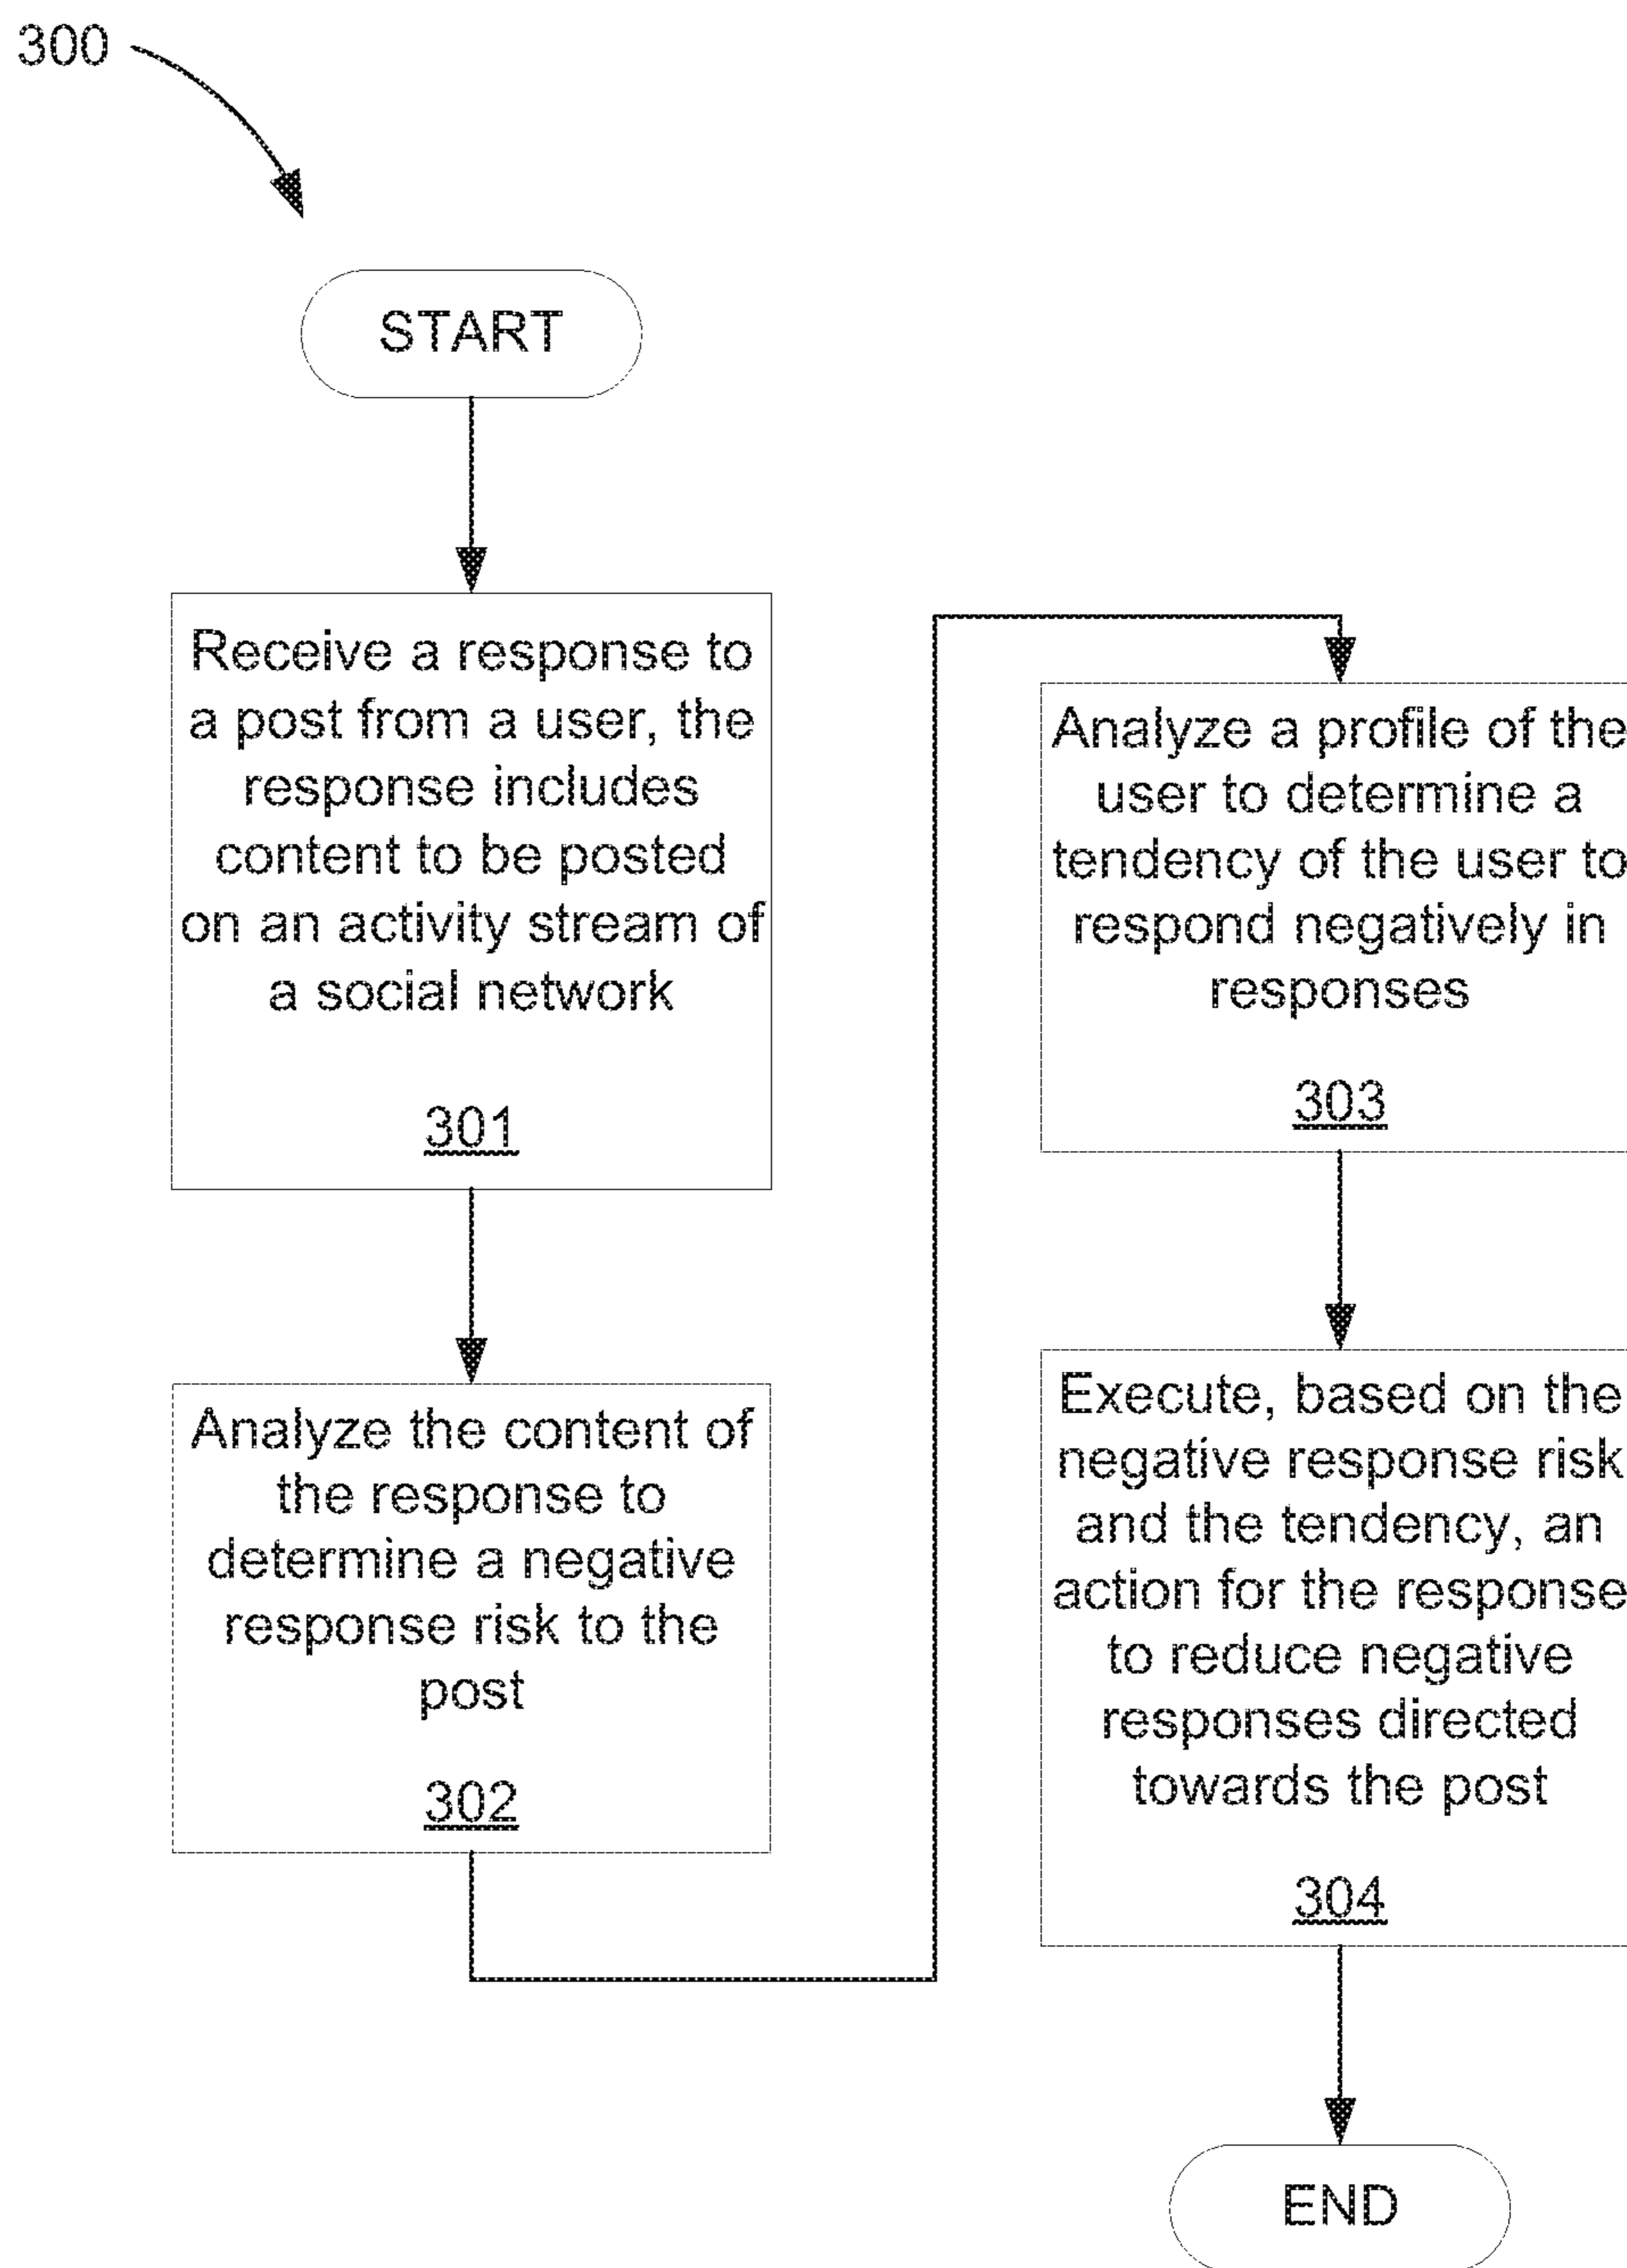 300
START
Receive a response to
a post from a user, the
response includes
content to be posted
on an activity stream of
a social network
301
Analyze the content of
the response to
determine a negative
response risk to the
post
302
Analyze a profile of the
user to determine a
tendency of the user to
respond negatively in
responses
303
Execute, based on the
negative response risk
and the tendency, an
action for the response
to reduce negative
responses directed
towards the post
304
END